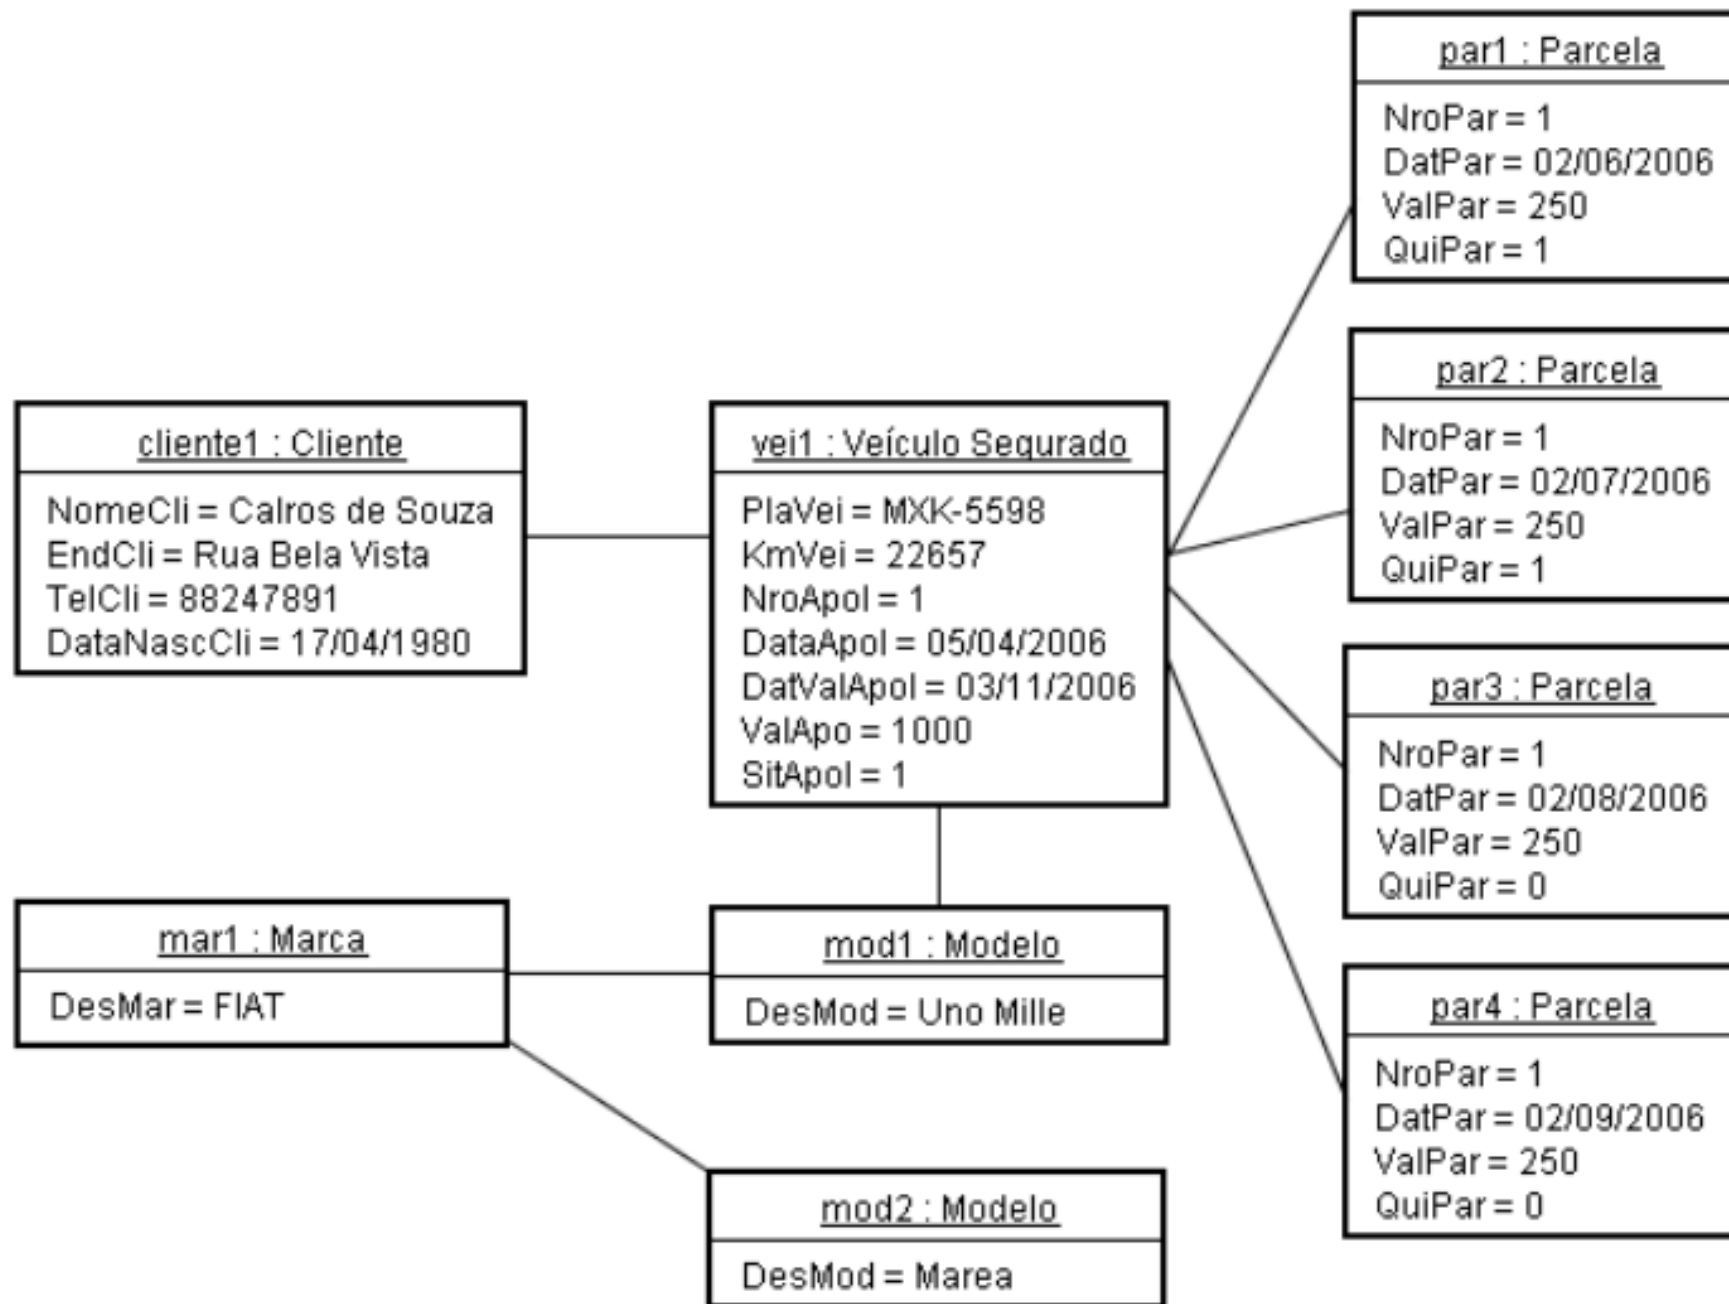 par1 : Parcela
NroPar = 1
DatPar = 02/06/2006
ValPar = 250
QuiPar = 1
par2 : Parcela
NroPar = 1
DatPar = 02/07/2006
ValPar = 250
QuiPar = 1
cliente1 : Cliente
NomeCli = Calros de Souza
EndCli = Rua Bela Vista
TelCli = 88247891
DataNascCli = 17/04/1980
vei1 : Veículo Segurado
PlaVei = MXK-5598
KmVei = 22657
NroApol = 1
DataApol = 05/04/2006
DatValApol = 03/11/2006
ValApo = 1000
SitApol = 1
par3 : Parcela
NroPar = 1
DatPar = 02/08/2006
ValPar = 250
QuiPar = 0
mar1 : Marca
DesMar = FIAT
mod1 : Modelo
DesMod = Uno Mille
par4 : Parcela
NroPar = 1
DatPar = 02/09/2006
ValPar = 250
QuiPar = 0
mod2 : Modelo
DesMod = Marea